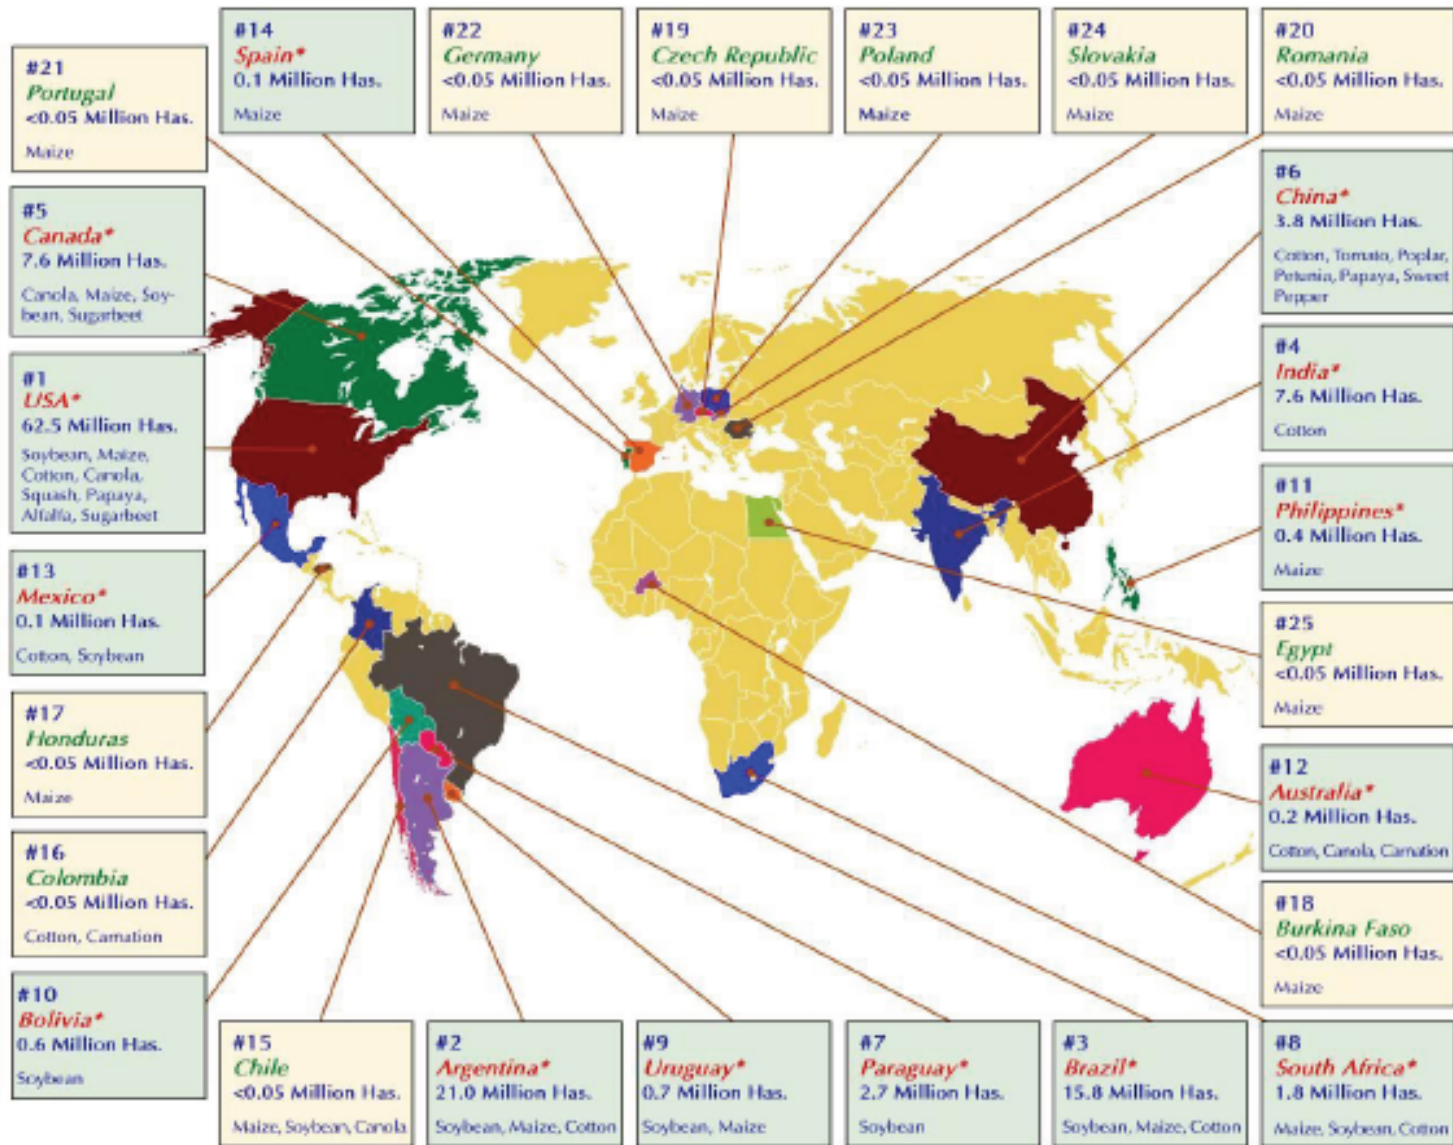 #14
Spain*
0.1 Million Has.
Maize
#22
Germany
<0.05 Million Has.
Maize
#19
Czech Republic
<0.05 Million Has.
Maize
#23
Poland
<0.05 Million Has.
Maize
#24
Slovakia
<0.05 Million Has.
Maize
#20
Romania
<0.05 Million Has.
Maize
#21
Portugal
<0.05 Million Has.
Maize
#5
Canada*
7.6 Million Has.
Canola, Maize, Soy-
bean, Sugarbeet
#1
USA*
62.5 Million Has.
Soybean, Maize,
Cotton, Canola,
Squash, Papaya,
Alfalfa, Sugarbeet
#13
Mexico*
0.1 Million Has.
Cotton, Soybean
#17
Honduras
<0.05 Million Has.
Maize
#16
Colombia
<0.05 Million Has.
Cotton, Carnation
#10
Bolivia*
0.6 Million Has.
Soybean
#6
China*
3.8 Million Has.
Cotton, Tomato, Poplar,
Petunia, Papaya, Sweet
Pepper
#4
India*
7.6 Million Has.
Cotton
#11
Philippines*
0.4 Million Has.
Maize
#25
Egypt
<0.05 Million Has.
Maize
#12
Australia*
0.2 Million Has.
Cotton, Canola, Carnation
#18
Burkina Faso
<0.05 Million Has.
Maize
#15
Chile
<0.05 Million Has.
Maize, Soybean, Canola
#2
Argentina*
21.0 Million Has.
Soybean, Maize, Cotton
#9
Uruguay*
0.7 Million Has.
Soybean, Maize
#7
Paraguay*
2.7 Million Has.
Soybean
#3
Brazil*
15.8 Million Has.
Soybean, Maize, Cotton
#8
South Africa*
1.8 Million Has.
Maize, Soybean, Cotton